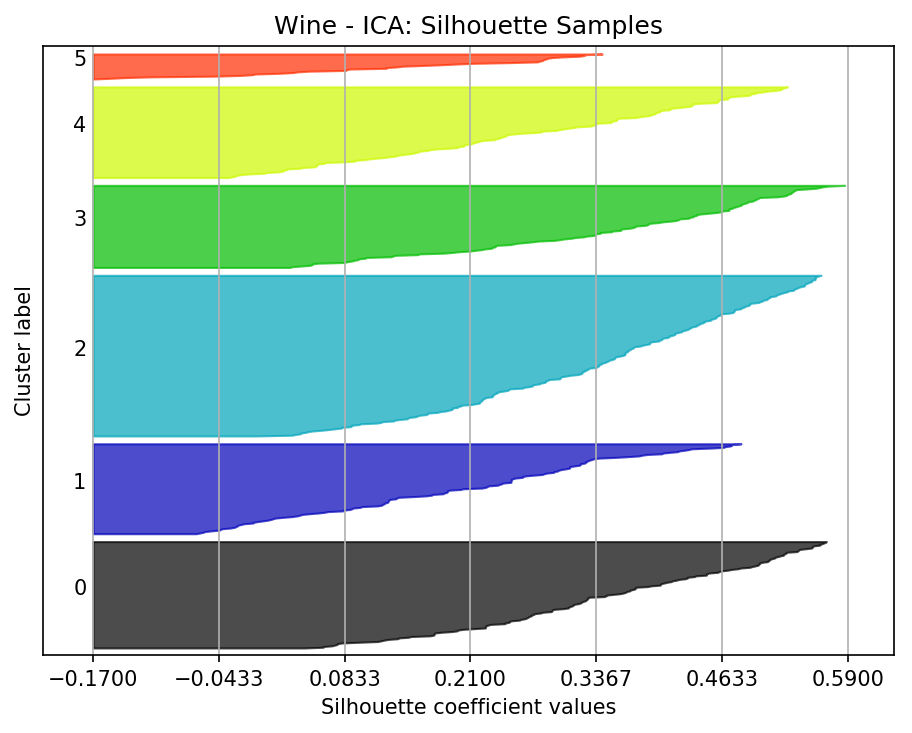 Wine - ICA: Silhouette Samples
5
4
3
2
1
0
Cluster label
−0.1700 −0.0433 0.0833 0.2100 0.3367 0.4633 0.5900
Silhouette coefficient values